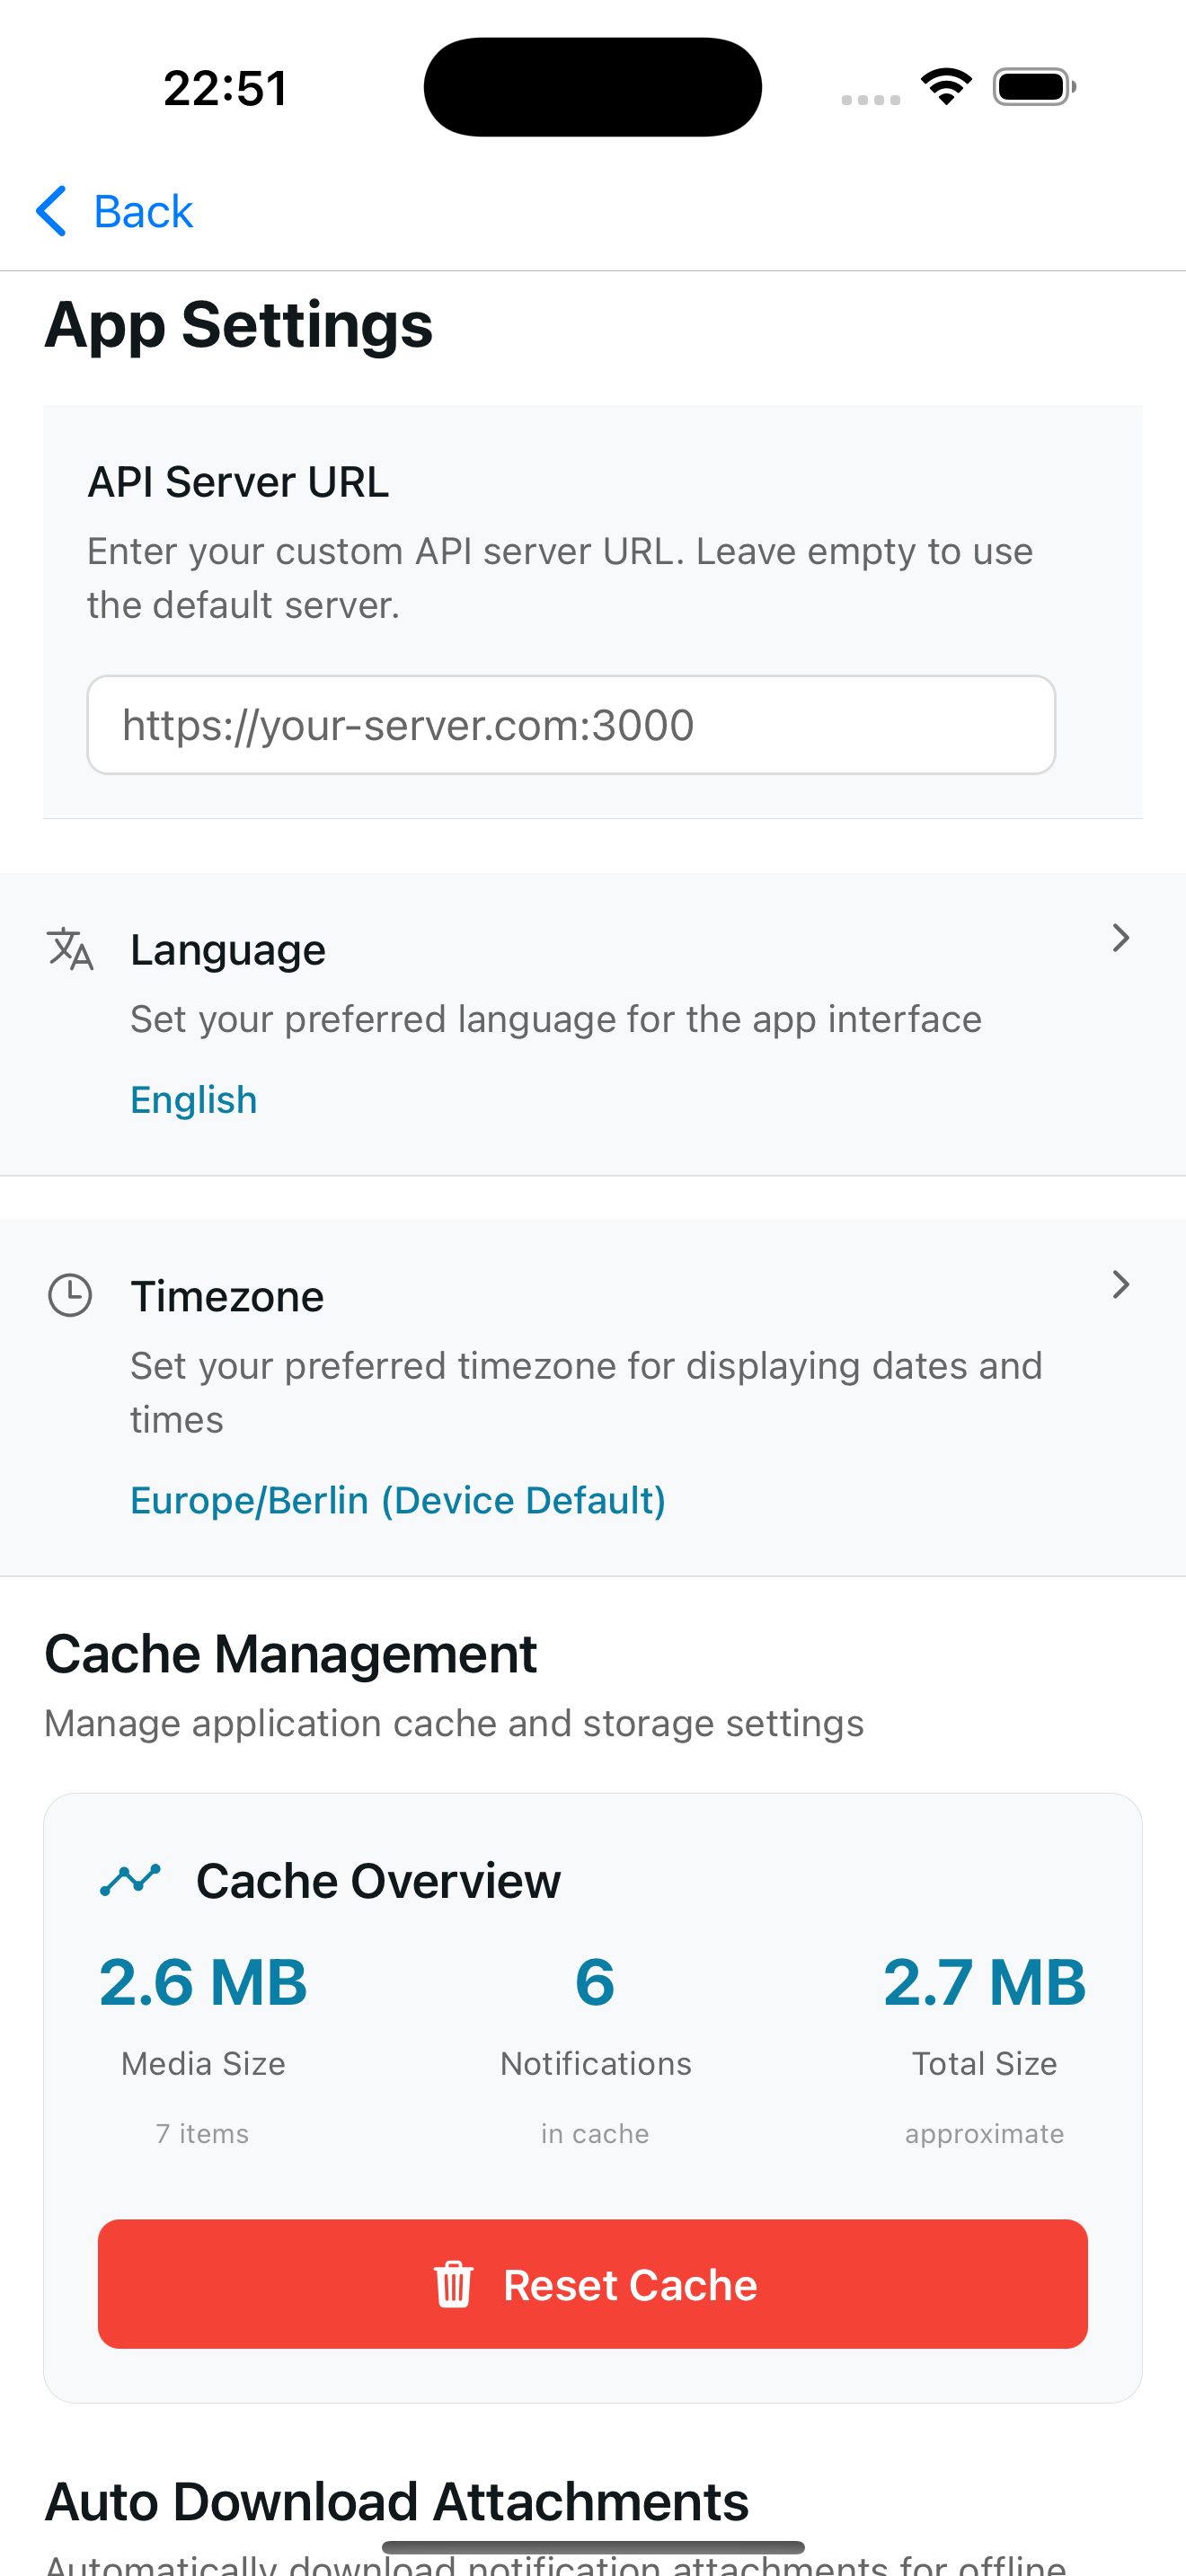 22:51
Back
App Settings
API Server URL
Enter your custom API server URL. Leave empty to use
the default server.
https://your-server.com:3000
Language
Set your preferred language for the app interface
English
Timezone
Set your preferred timezone for displaying dates and
times
Europe/Berlin (Device Default)
Cache Management
Manage application cache and storage settings
Cache Overview
2.6 MB
Media Size
7 items
6
Notifications
in cache
2.7 MB
Total Size
approximate
Reset Cache
Auto Download Attachments
Automatically download notification attachments for offline